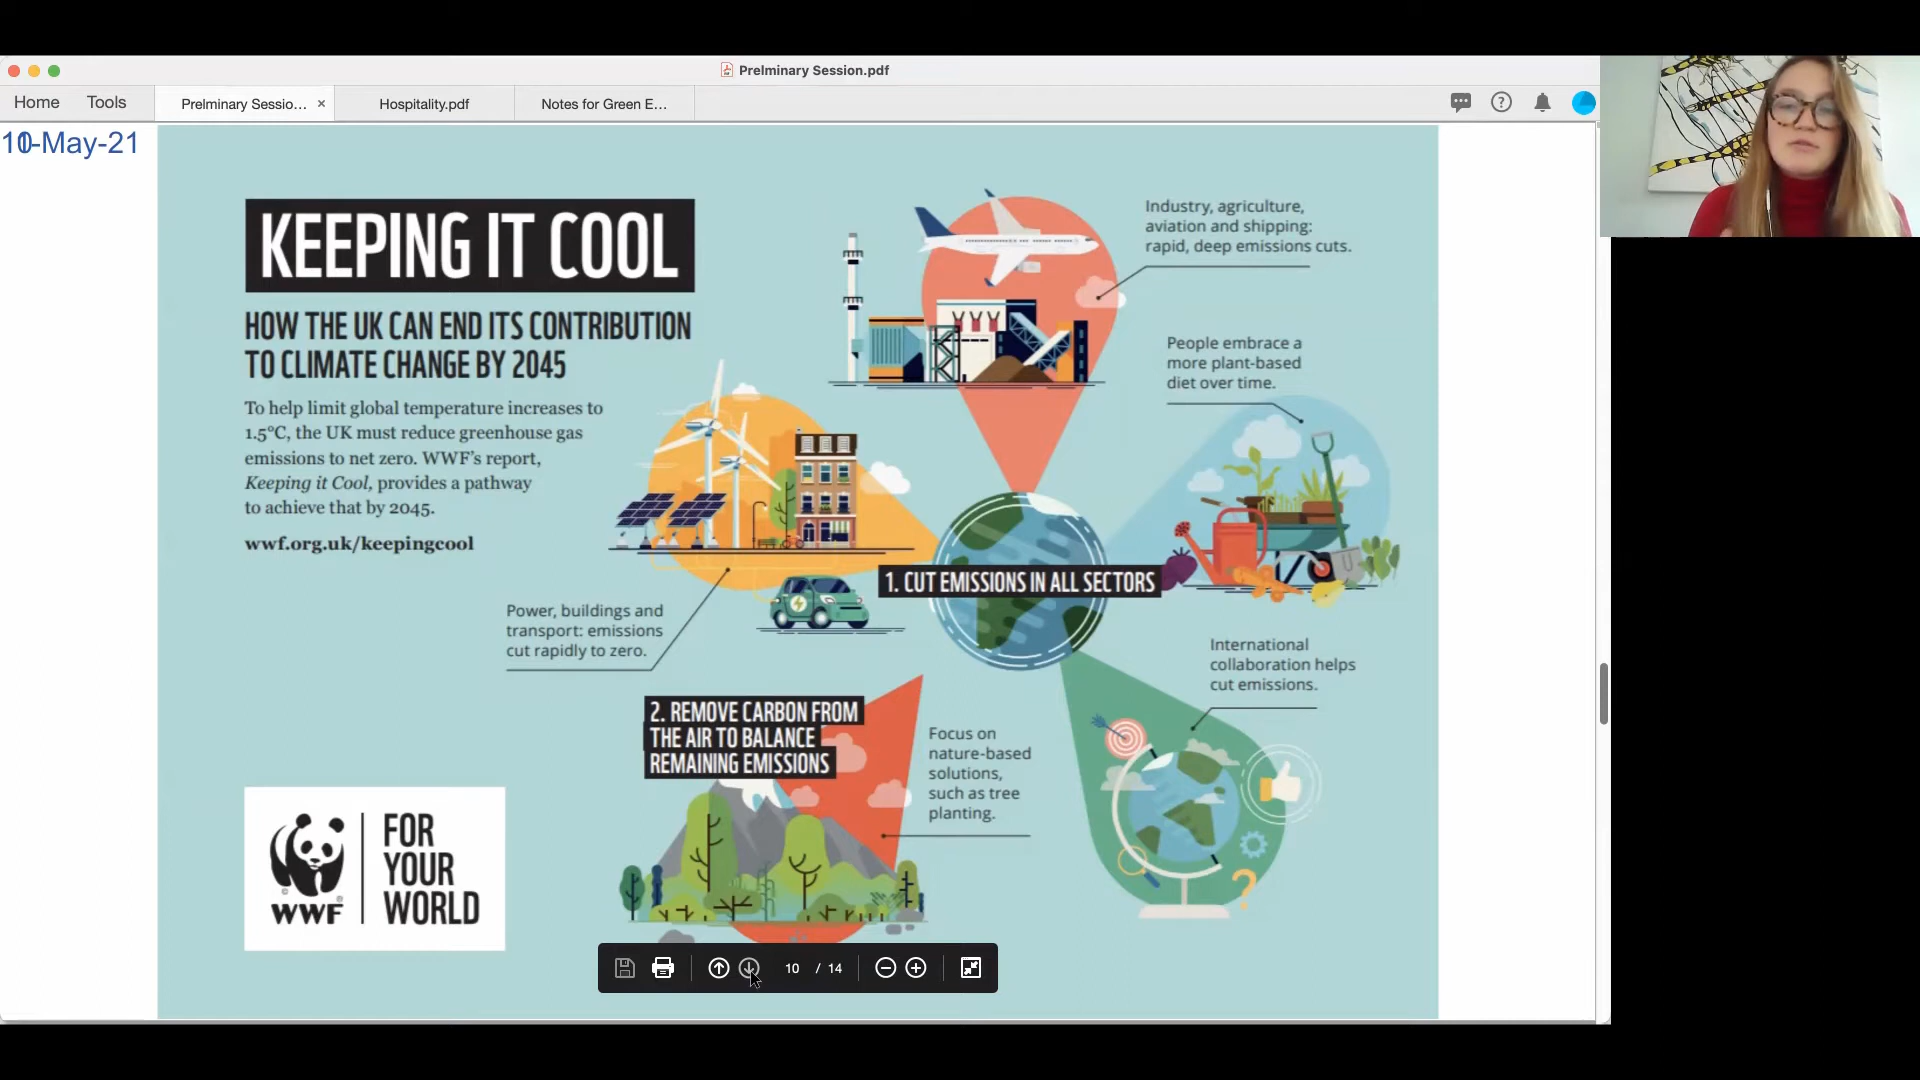 Prelminary Session.pdf
Home
Tools
Prelminary Sessio...
Hospitality.pdf
Notes for Green E...
-May-21
KEEPING IT COOL
HOW THE UK CAN END ITS CONTRIBUTION
TO CLIMATE CHANGE BY 2045
To help limit global temperature increases to
1.5°C, the UK must reduce greenhouse gas
emissions to net zero. WWF's report,
Keeping it Cool, provides a pathway
to achieve that by 2045.
wwf.org.uk/keepingcool
Industry, agriculture,
aviation and shipping:
rapid, deep emissions cuts.
People embrace a
more plant-based
diet over time.
1. CUT EMISSIONS IN ALL SECTORS
Power, buildings and
transport: emissions
cut rapidly to zero.
International
collaboration helps
cut emissions.
2. REMOVE CARBON FROM
THE AIR TO BALANCE
REMAINING EMISSIONS
Focus on
nature-based
solutions,
such as tree
planting.
WWF
FOR
YOUR
WORLD
10 / 14